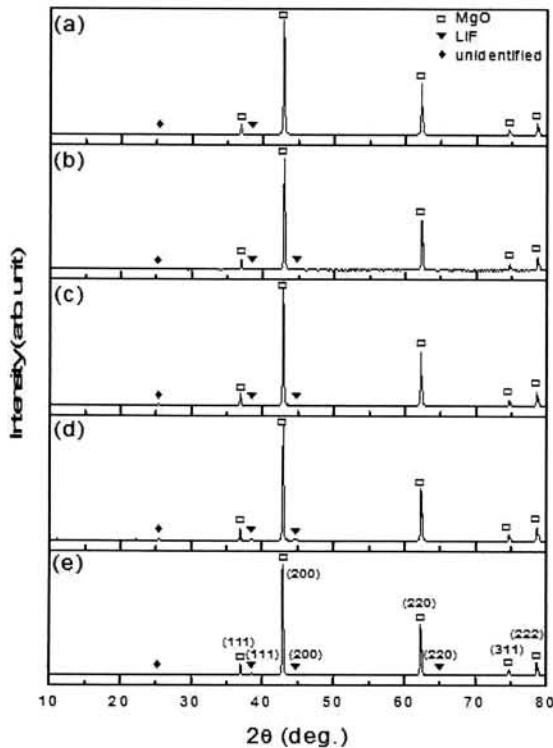 (a)
□ MgO
▼ LiF
♦ unidentified
(b)
(c)
(d)
(e)
(200)
(220)
(111) (111) (200) (220) (311) (222)
10 20 30 40 50 60 70 80
2θ (deg.)
Intensity(arb.unit)